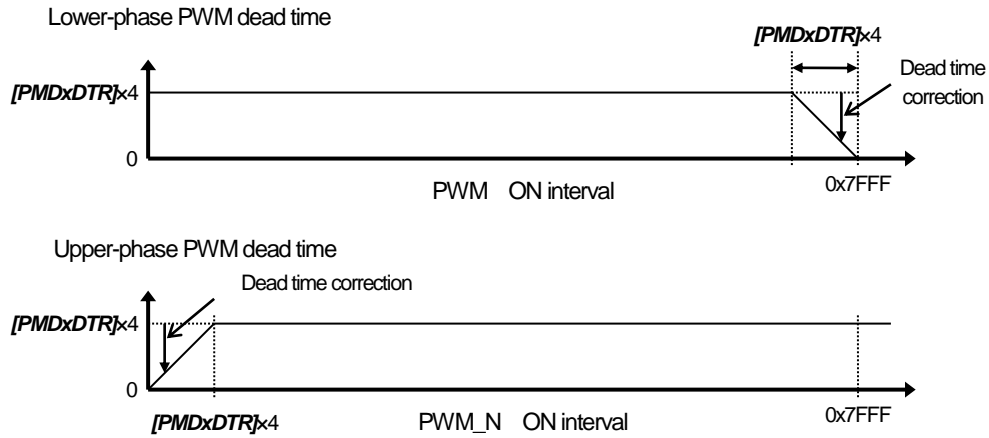 Lower-phase PWM dead time
[PMDxDTR]×4
Dead time
correction
[PMDxDTR]×4
0
PWM ON interval
0x7FFF
Upper-phase PWM dead time
Dead time correction
[PMDxDTR]×4
0
[PMDxDTR]×4
PWM_N ON interval
0x7FFF